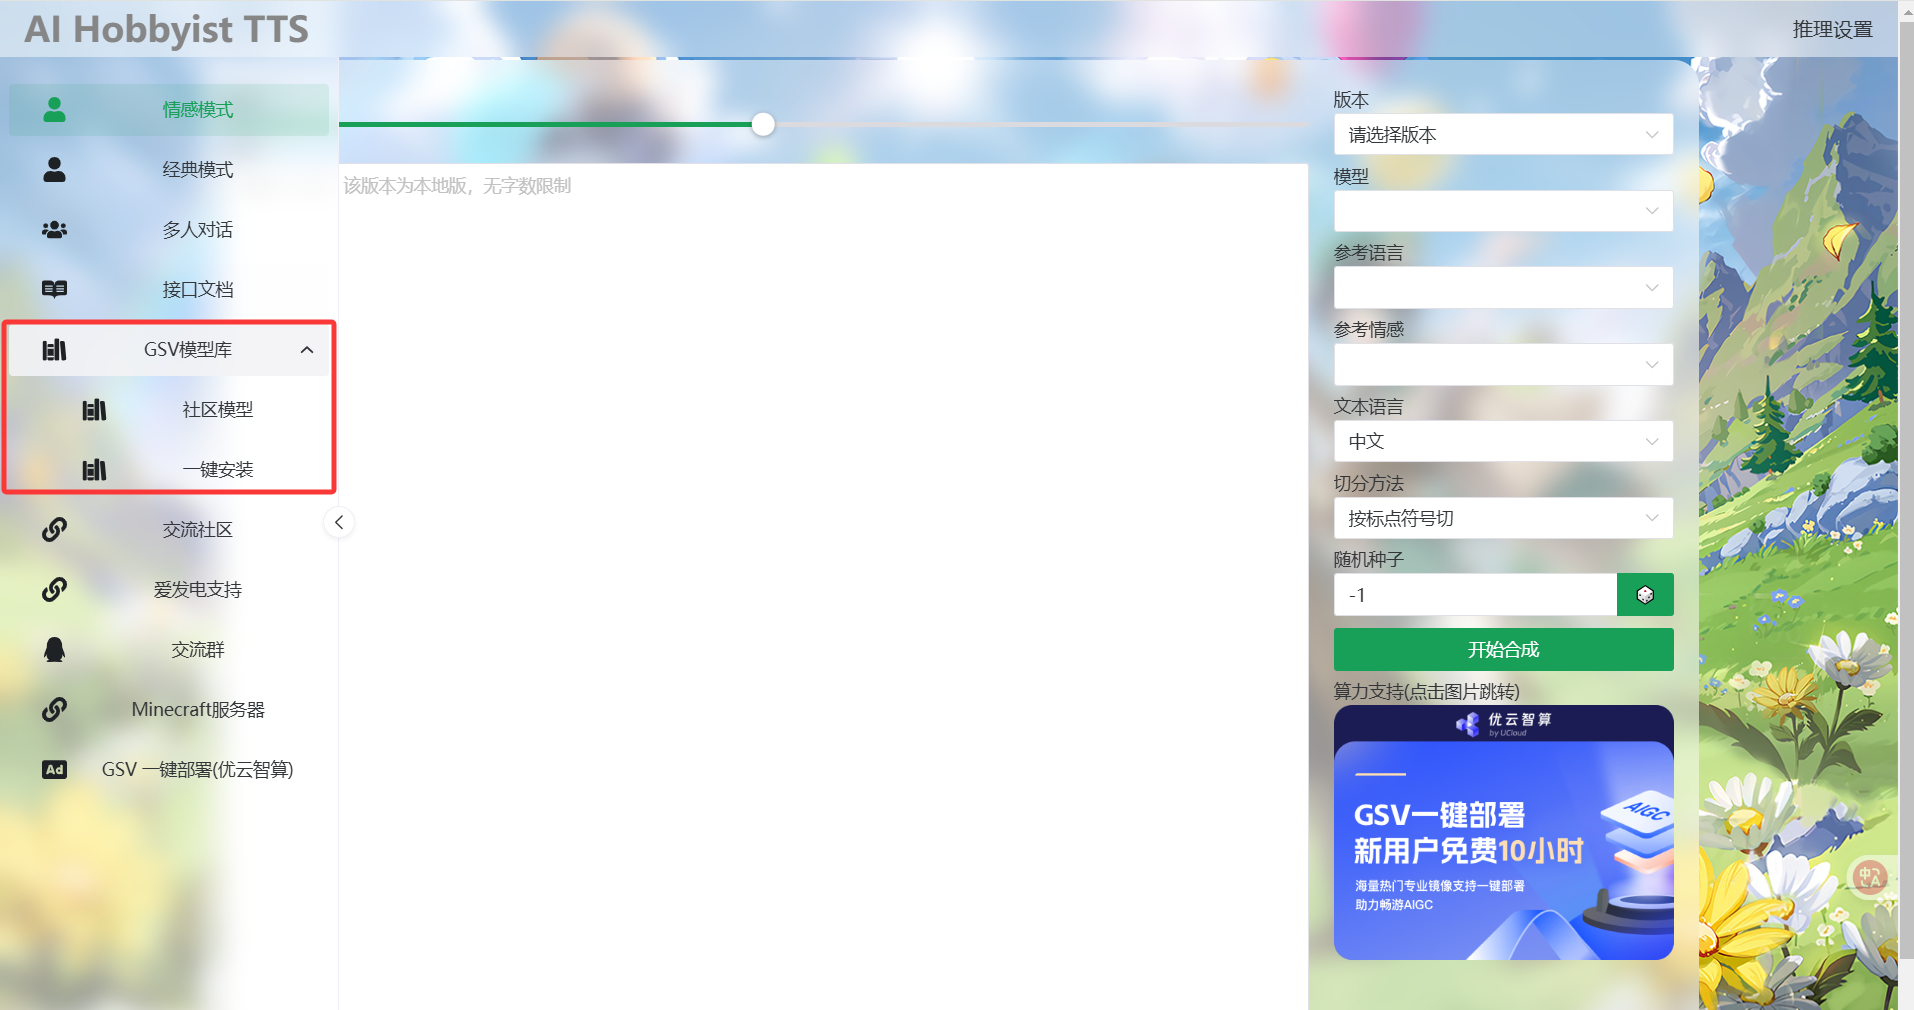 AI Hobbyist TTS
推理设置
情感模式
经典模式
多人对话
接口文档
GSV模型库
社区模型
一键安装
交流社区
爱发电支持
交流群
Minecraft服务器
Ad
GSV 一键部署(优云智算)
该版本为本地版，无字数限制
版本
请选择版本
模型
参考语言
参考情感
文本语言
中文
切分方法
按标点符号切
随机种子
-1
开始合成
算力支持(点击图片跳转)
优云智算
by UCloud
GSV一键部署
新用户免费10小时
海量热门专业镜像支持一键部署
助力畅游AIGC
AIGC
中 A